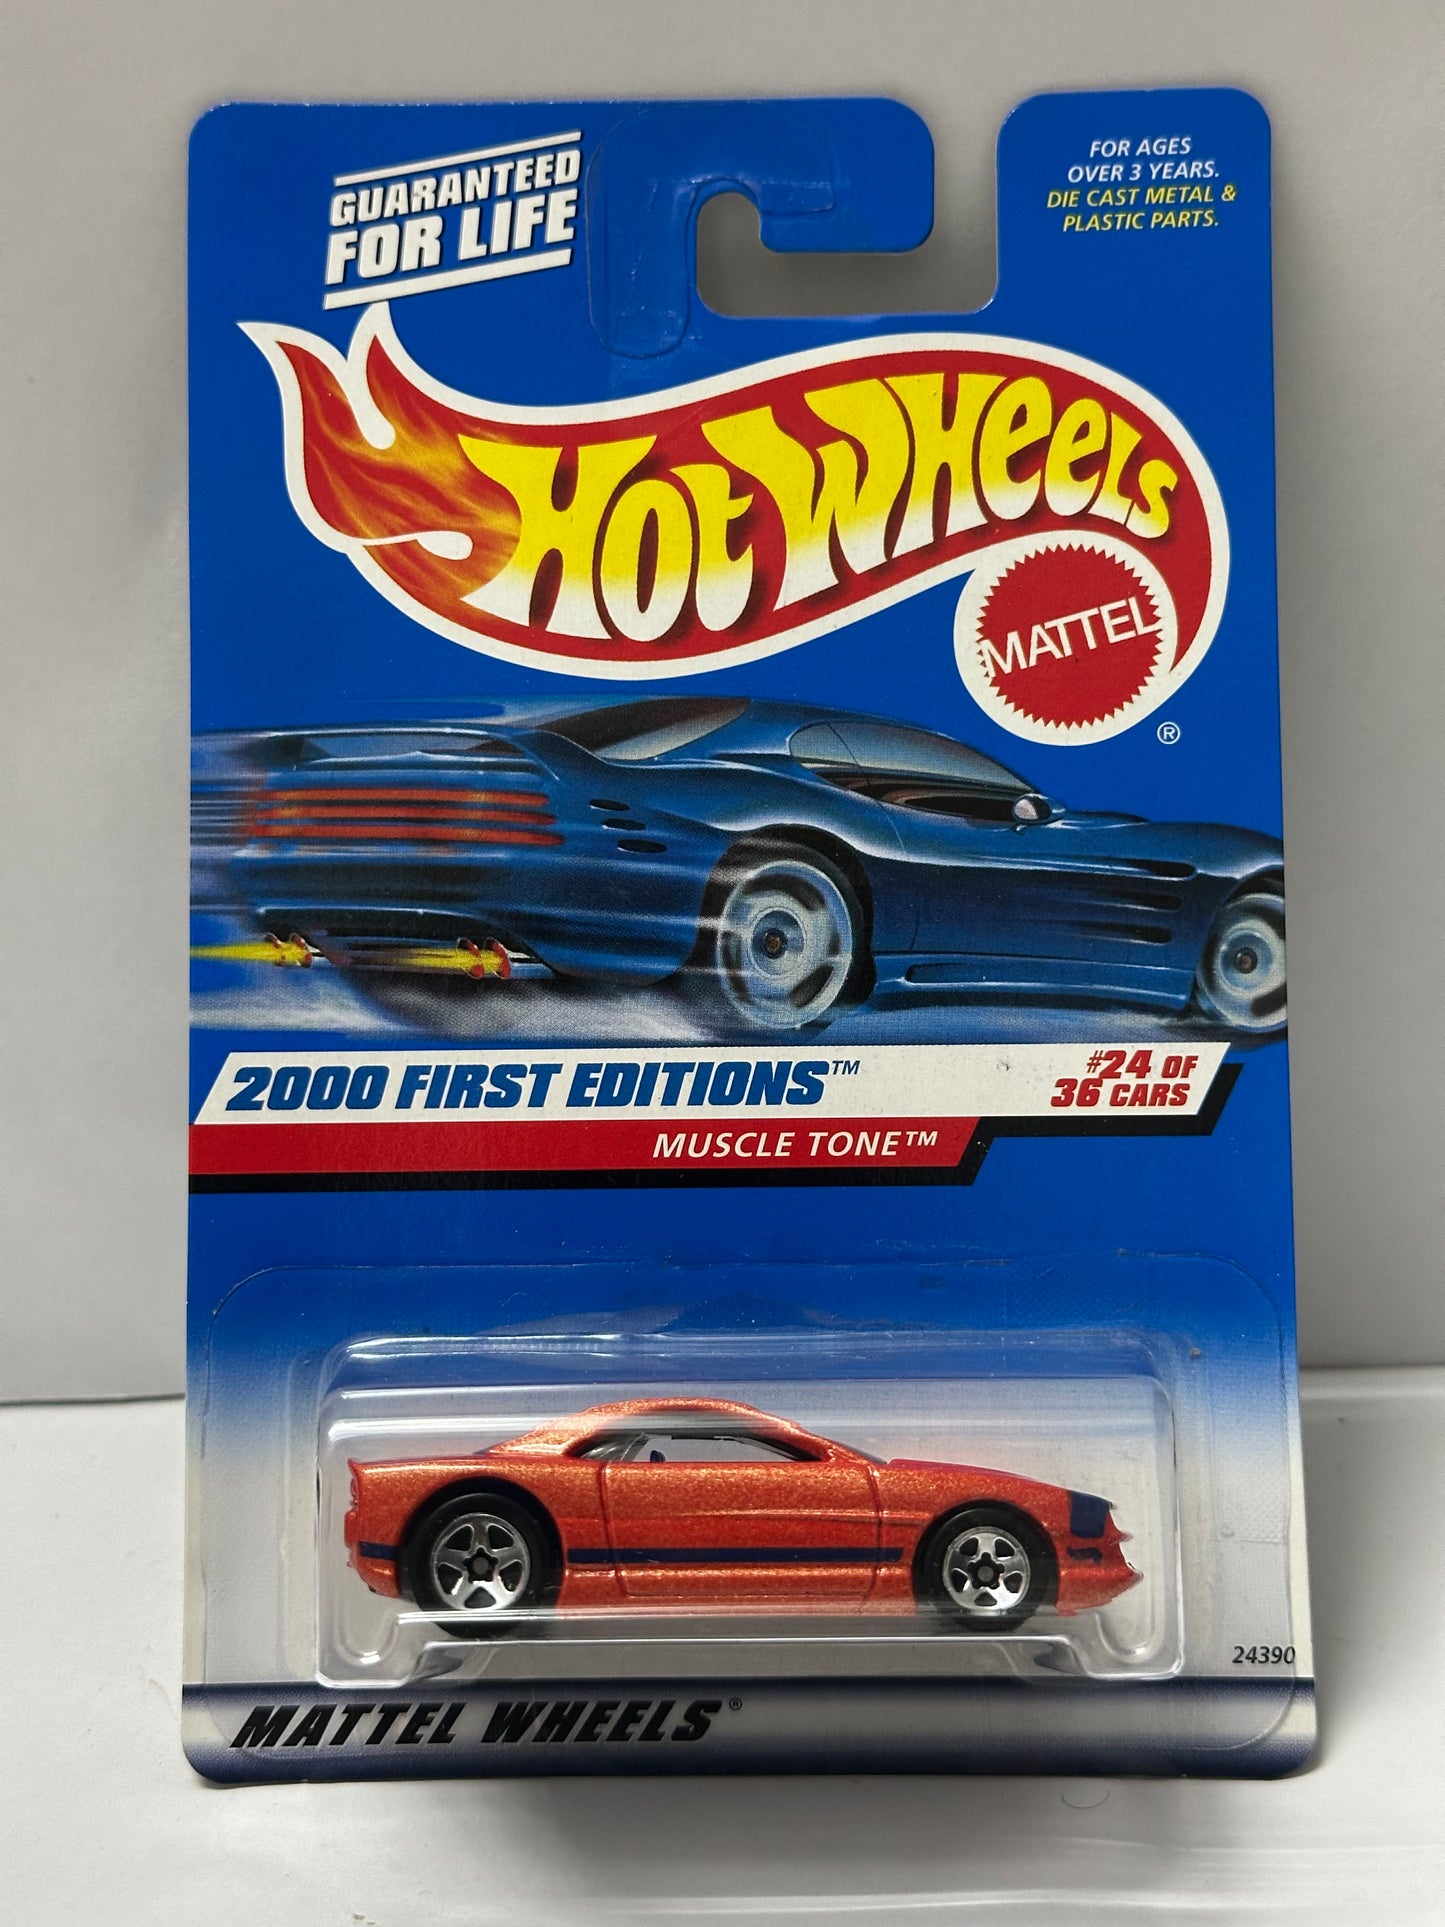 GUARANTEED
FOR LIFE
FOR AGES
OVER 3 YEARS.
DIE CAST METAL &
PLASTIC PARTS.
HOT WHEELS
MATTEL
®
2000 FIRST EDITIONS™
#24 OF
36 CARS
MUSCLE TONE™
24390
MATTEL WHEELS®